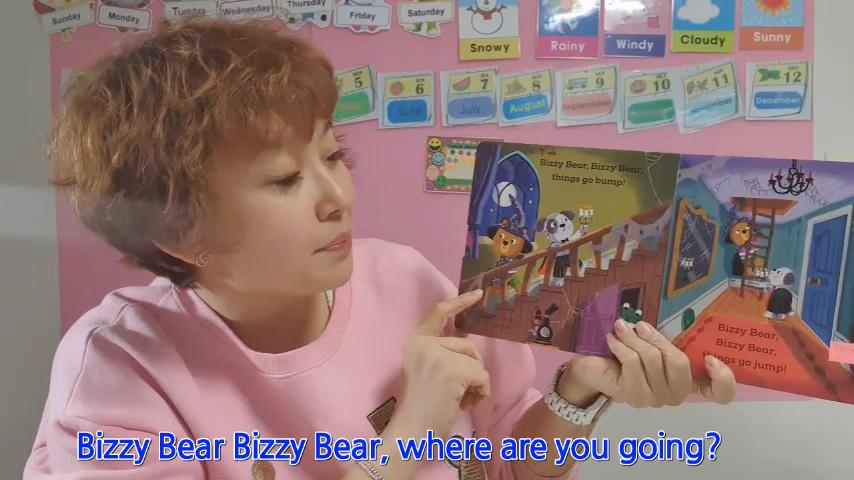 Sunday
Monday
Tuesday
Wednesday
Thursday
Friday
Saturday
Snowy
Rainy
Windy
Cloudy
Sunny
5
6
June
7
July
8
August
9
September
10
11
November
12
December
Bizzy Bear, Bizzy Bear,
things go bump!
Bizzy Bear,
Bizzy Bear,
things go jump!
Bizzy Bear Bizzy Bear, where are you going?